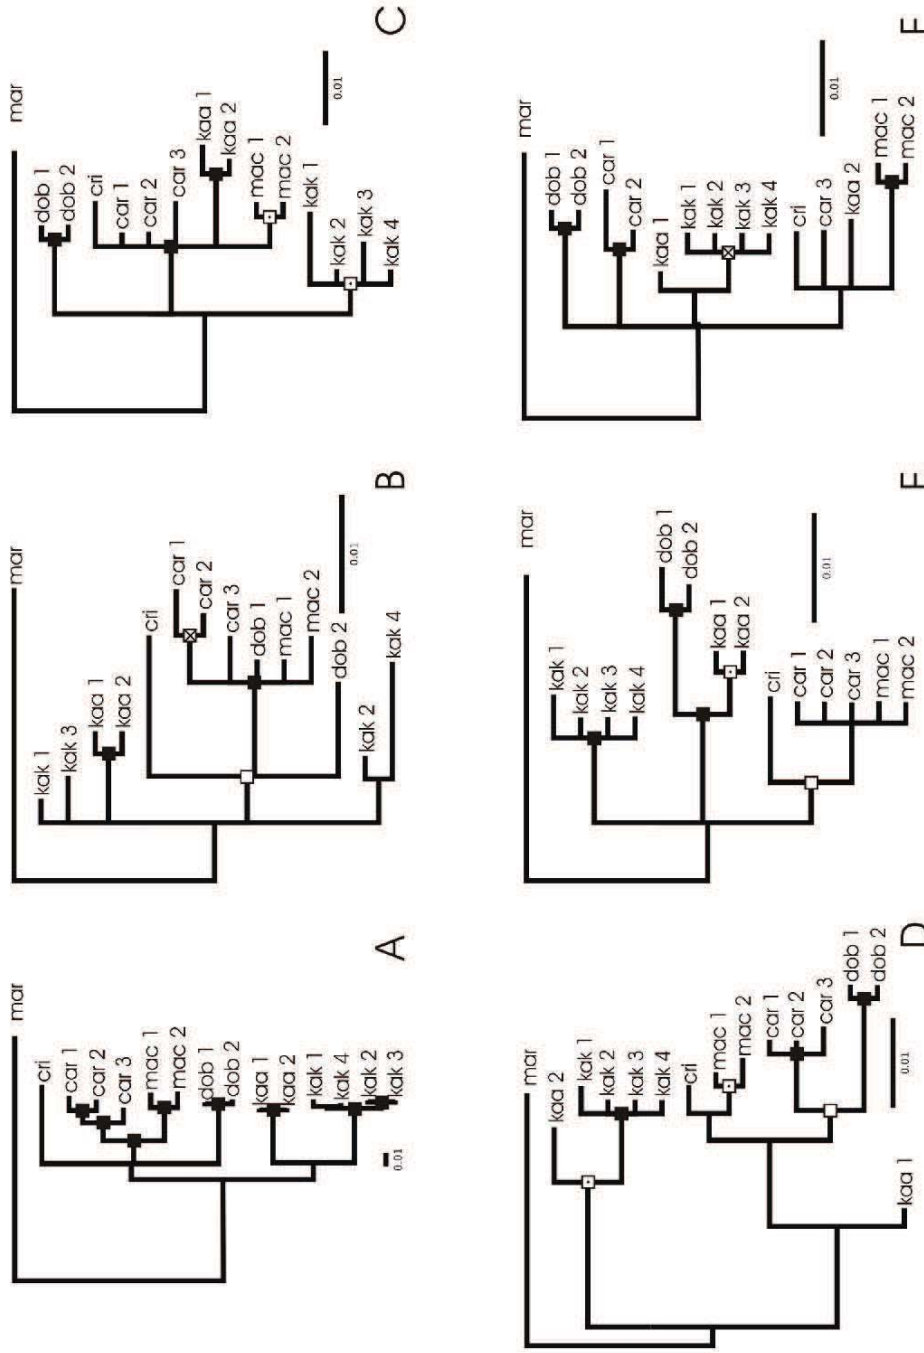 mar
cri
car 1
car 2
car 3
mac 1
mac 2
dob 1
dob 2
kaa 1
kaa 2
kak 1
kak 4
kak 2
kak 3
0.01
A
mar
kak 1
kak 3
kaa 1
kaa 2
cri
car 1
car 2
car 3
dob 1
mac 1
mac 2
dob 2
kak 2
kak 4
0.01
B
mar
dob 1
dob 2
cri
car 1
car 2
car 3
kaa 1
kaa 2
mac 1
mac 2
kak 1
kak 2
kak 3
kak 4
0.01
C
mar
kaa 2
kak 1
kak 2
kak 3
kak 4
cri
mac 1
mac 2
car 1
car 2
car 3
dob 1
dob 2
kaa 1
0.01
D
mar
kak 1
kak 2
kak 3
kak 4
dob 1
dob 2
kaa 1
kaa 2
cri
car 1
car 2
car 3
mac 1
mac 2
0.01
E
mar
dob 1
dob 2
car 1
car 2
kaa 1
kak 1
kak 2
kak 3
kak 4
cri
car 3
kaa 2
mac 1
mac 2
0.01
F